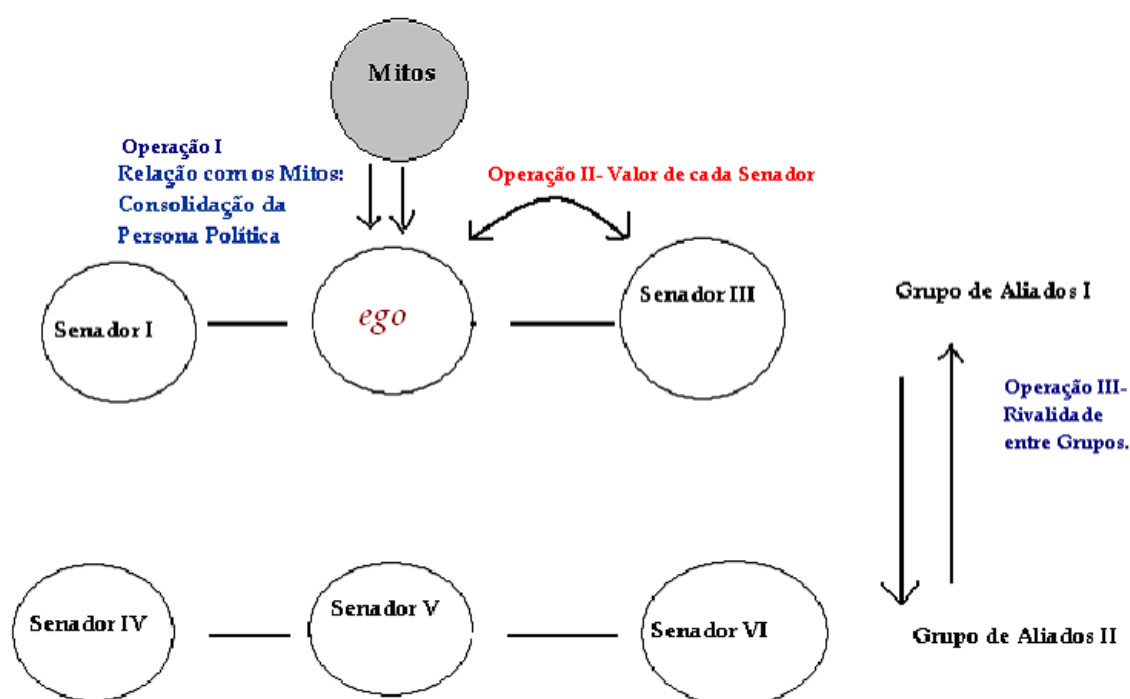 Mitos
Operação I
Relação com os Mitos:
Consolidação da
Persona Política
Operação II- Valor de cada Senador
Senador I
ego
Senador III
Grupo de Aliados I
Operação III-
Rivalidade
entre Grupos.
Senador IV
Senador V
Senador VI
Grupo de Aliados II